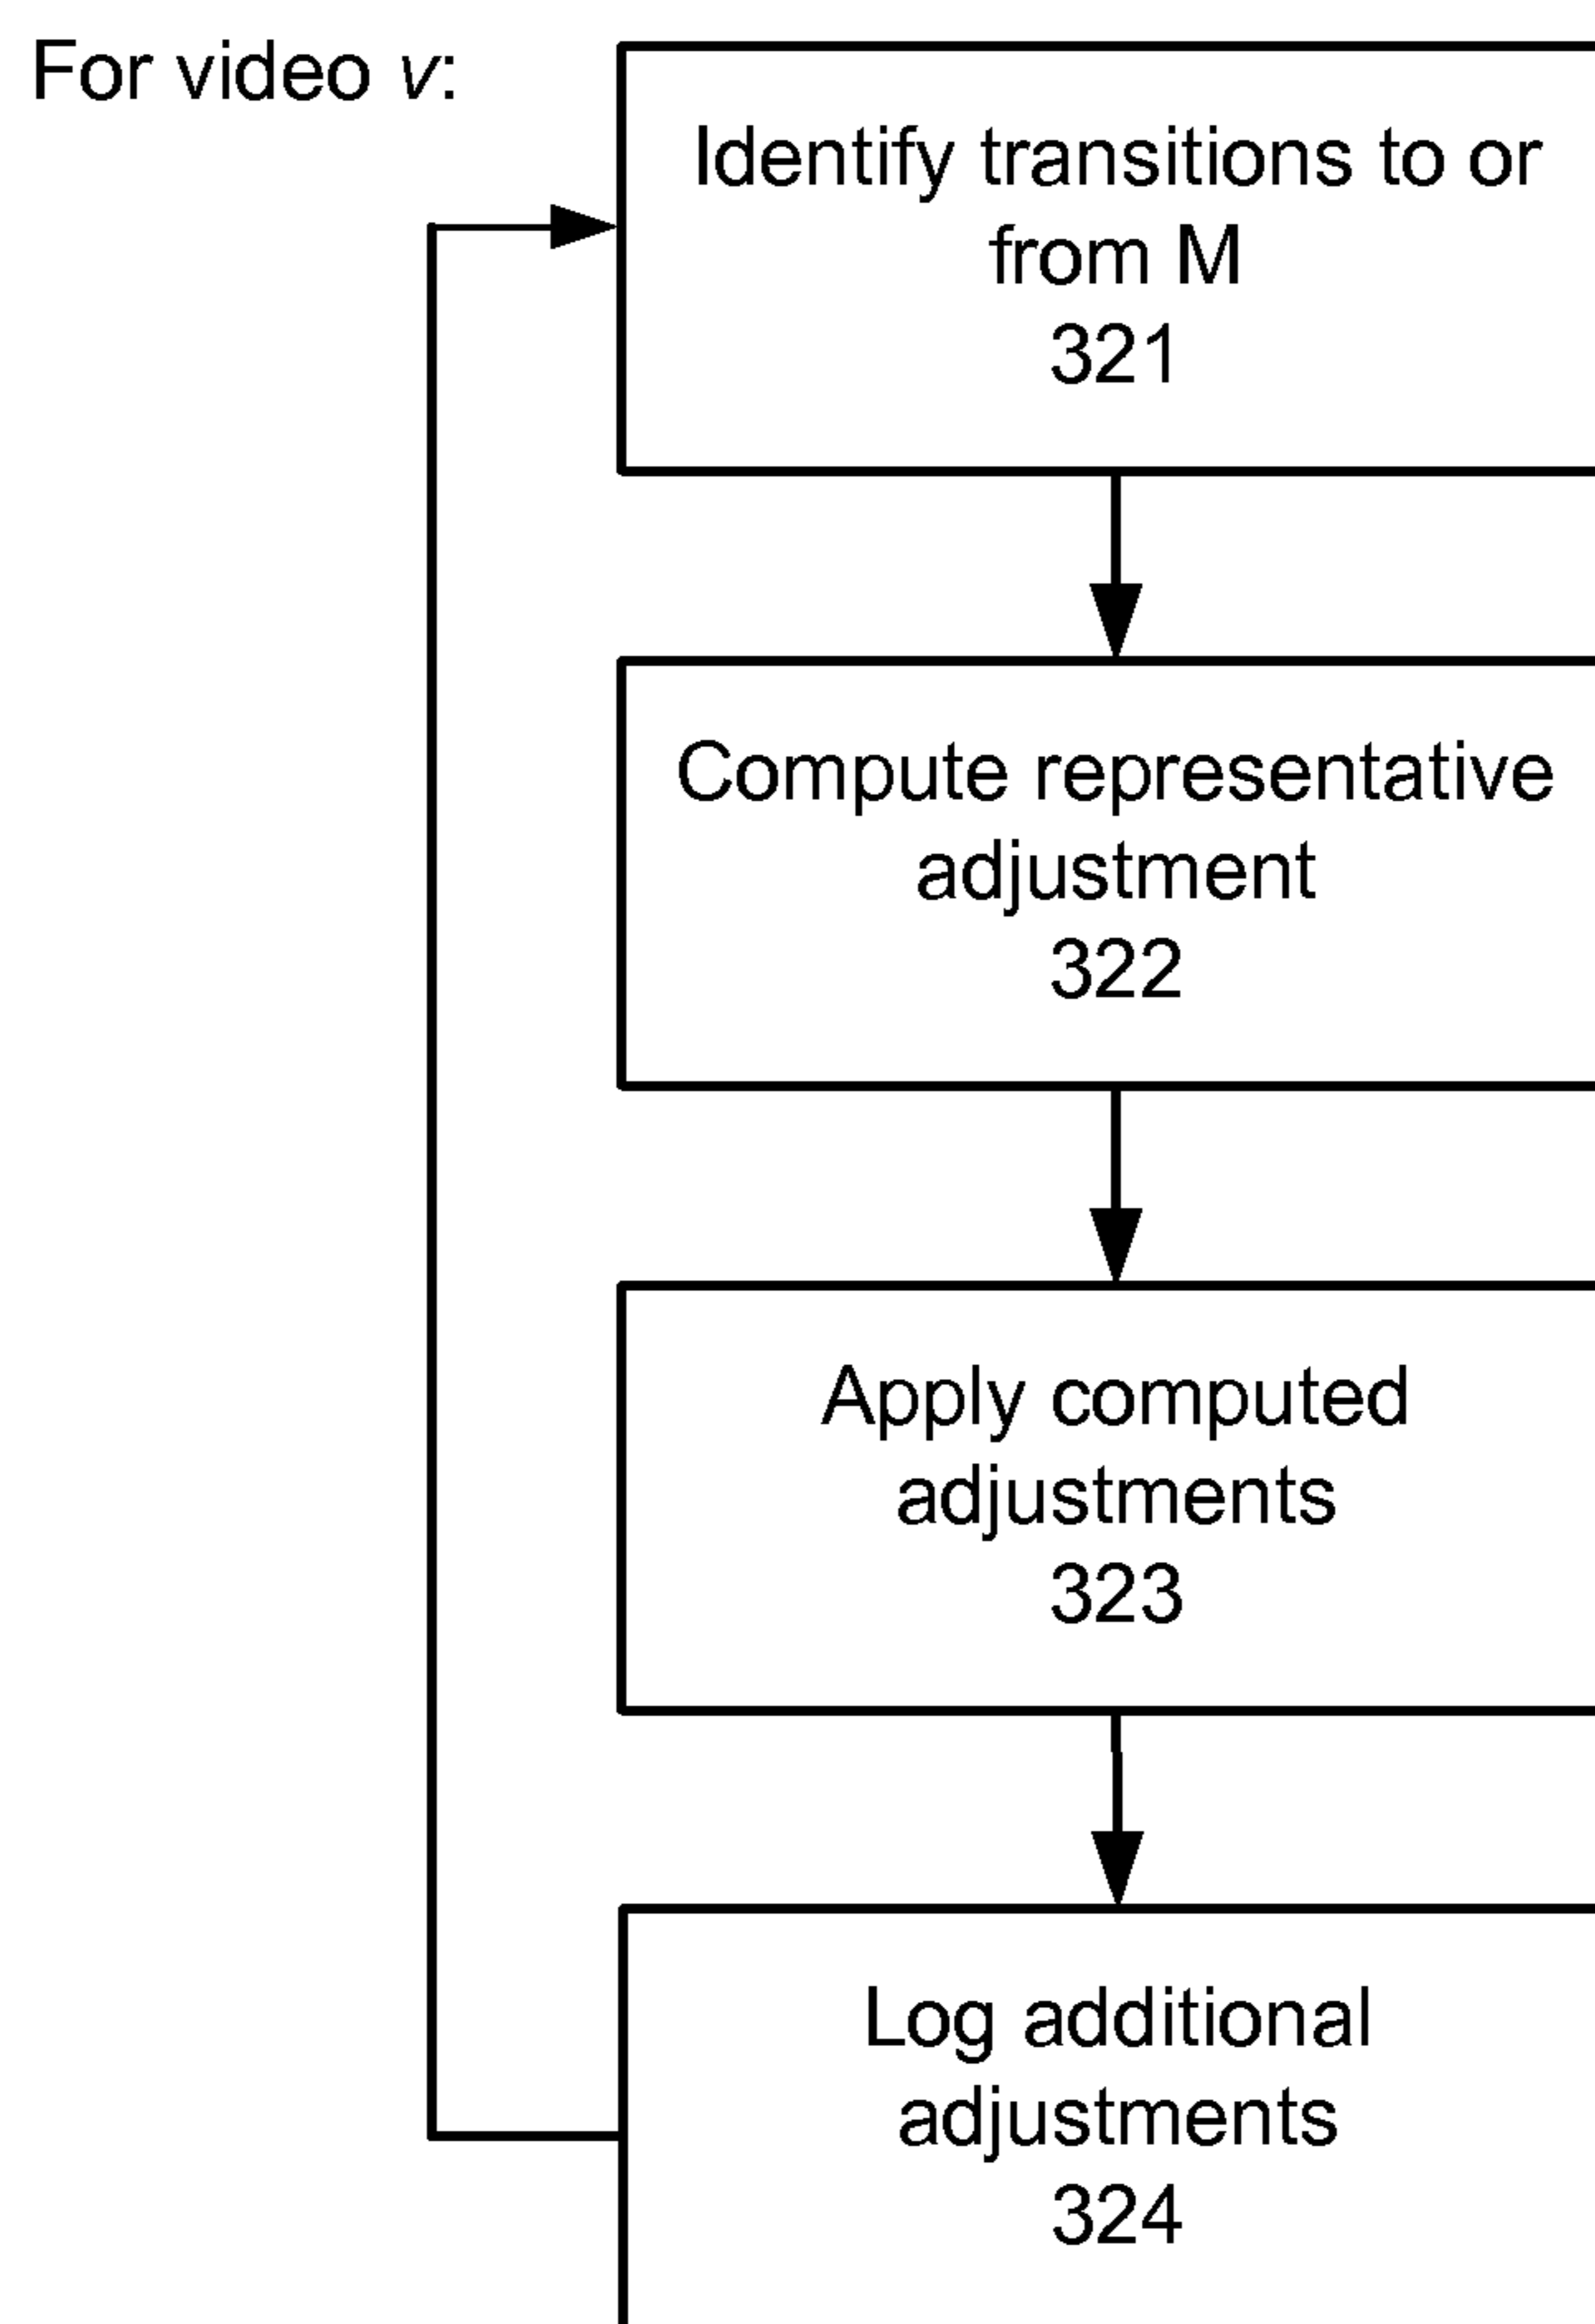 For video v:
Identify transitions to or
from M
321
Compute representative
adjustment
322
Apply computed
adjustments
323
Log additional
adjustments
324